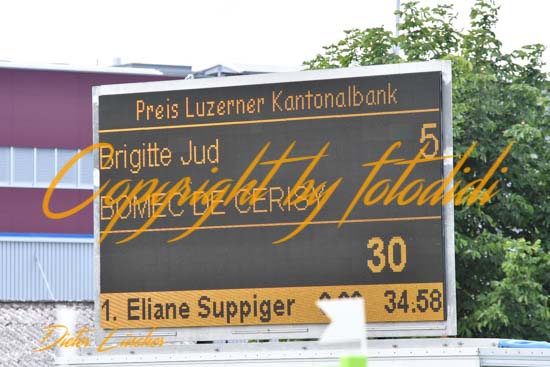 Preis Luzerner Kantonalbank
Brigitte Jud 5
BOMEC DE CERISY
30
1. Eliane Suppiger 34.58
Copyright by fotodidi
Dieter Lüscher